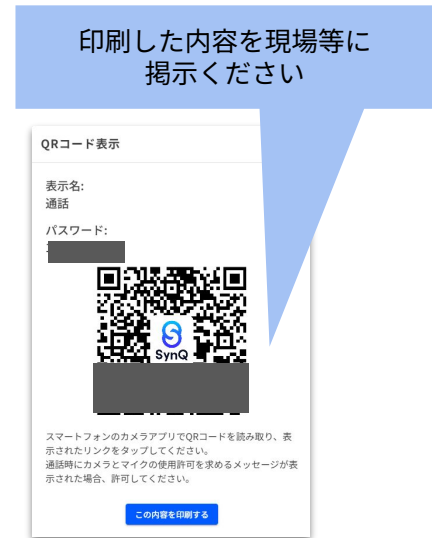 印刷した内容を現場等に
掲示ください
QRコード表示
表示名:
通話
パスワード:
SynQ
スマートフォンのカメラアプリでQRコードを読み取り、表
示されたリンクをタップしてください。
通話時にカメラとマイクの使用許可を求めるメッセージが表
示された場合、許可してください。
この内容を印刷する